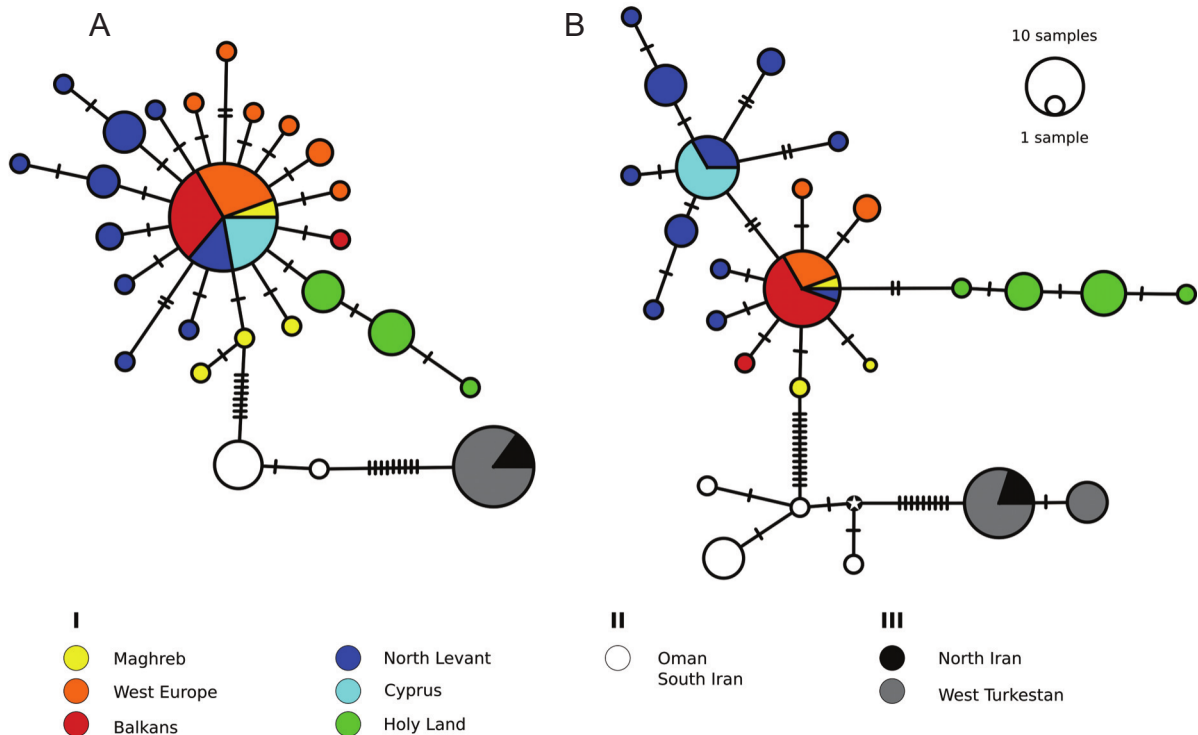 A
B
10 samples
1 sample
I
Maghreb
West Europe
Balkans
North Levant
Cyprus
Holy Land
II
Oman
South Iran
III
North Iran
West Turkestan